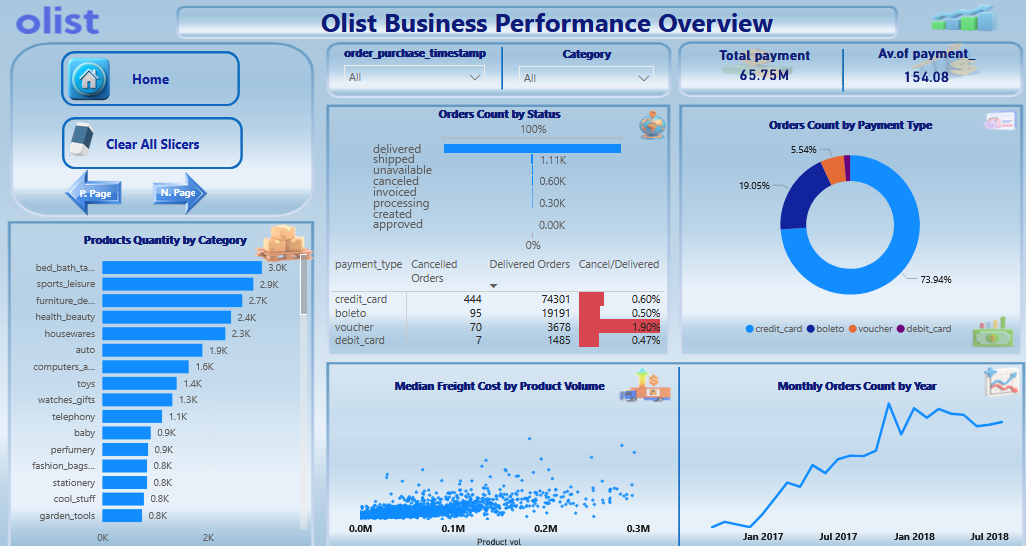 olist
Olist Business Performance Overview
Home
Clear All Slicers
P. Page
N. Page
order_purchase_timestamp
All
Category
All
Total payment
65.75M
Av.of payment_
154.08
Products Quantity by Category
bed_bath_ta... 3.0K
sports_leisure 2.9K
furniture_de... 2.7K
health_beauty 2.4K
housewares 2.3K
auto 1.9K
computers_a... 1.6K
toys 1.4K
watches_gifts 1.3K
telephony 1.1K
baby 0.9K
perfumery 0.9K
fashion_bags... 0.8K
stationery 0.8K
cool_stuff 0.8K
garden_tools 0.8K
0K 2K
Orders Count by Status
100%
delivered
shipped 1.11K
unavailable
canceled 0.60K
invoiced
processing 0.30K
created
approved 0.00K
0%
payment_type Cancelled Orders Delivered Orders Cancel/Delivered
credit_card 444 74301 0.60%
boleto 95 19191 0.50%
voucher 70 3678 1.90%
debit_card 7 1485 0.47%
Orders Count by Payment Type
5.54%
19.05%
73.94%
credit_card boleto voucher debit_card
Median Freight Cost by Product Volume
0.0M 0.1M 0.2M 0.3M
Product vol
Monthly Orders Count by Year
Jan 2017 Jul 2017 Jan 2018 Jul 2018